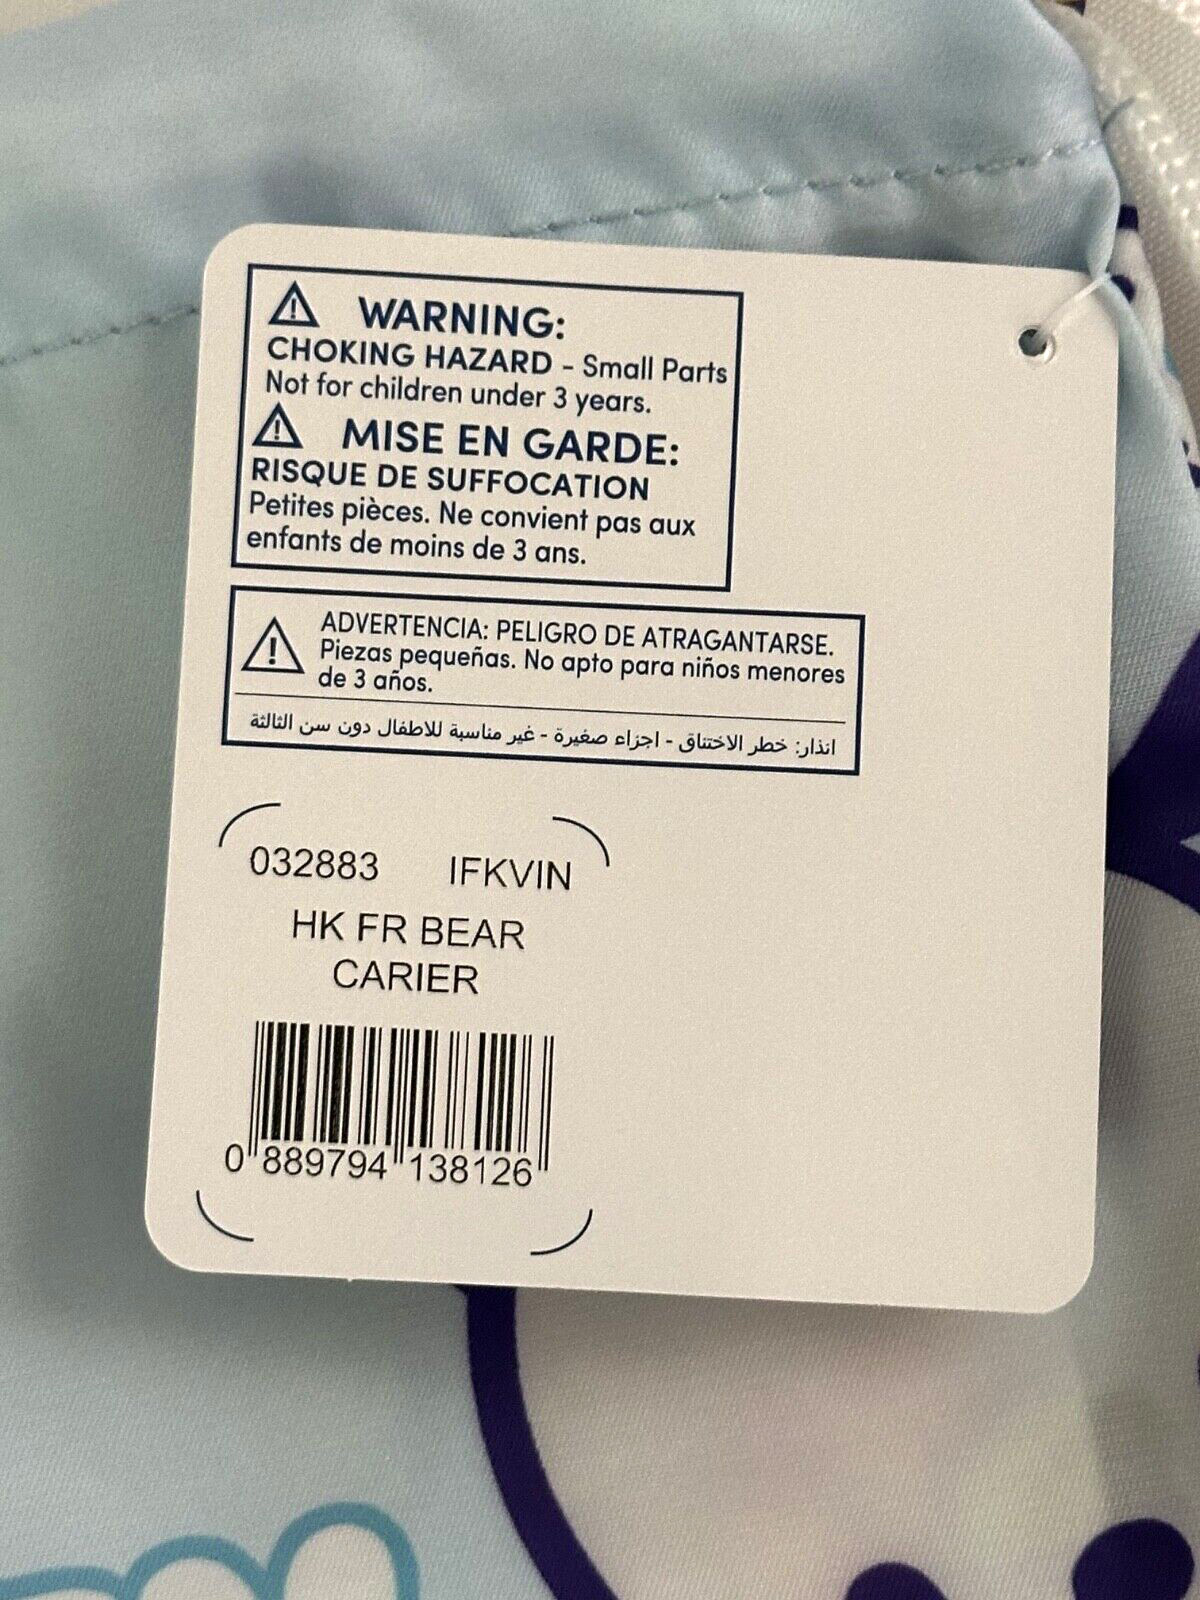 WARNING:
CHOKING HAZARD - Small Parts
Not for children under 3 years.
MISE EN GARDE:
RISQUE DE SUFFOCATION
Petites pièces. Ne convient pas aux
enfants de moins de 3 ans.
ADVERTENCIA: PELIGRO DE ATRAGANTARSE.
Piezas pequeñas. No apto para niños menores
de 3 años.
انذار: خطر الاختناق - اجزاء صغيرة - غير مناسبة للاطفال دون سن الثالثة
032883 IFKVIN
HK FR BEAR
CARIER
0 889794 138126